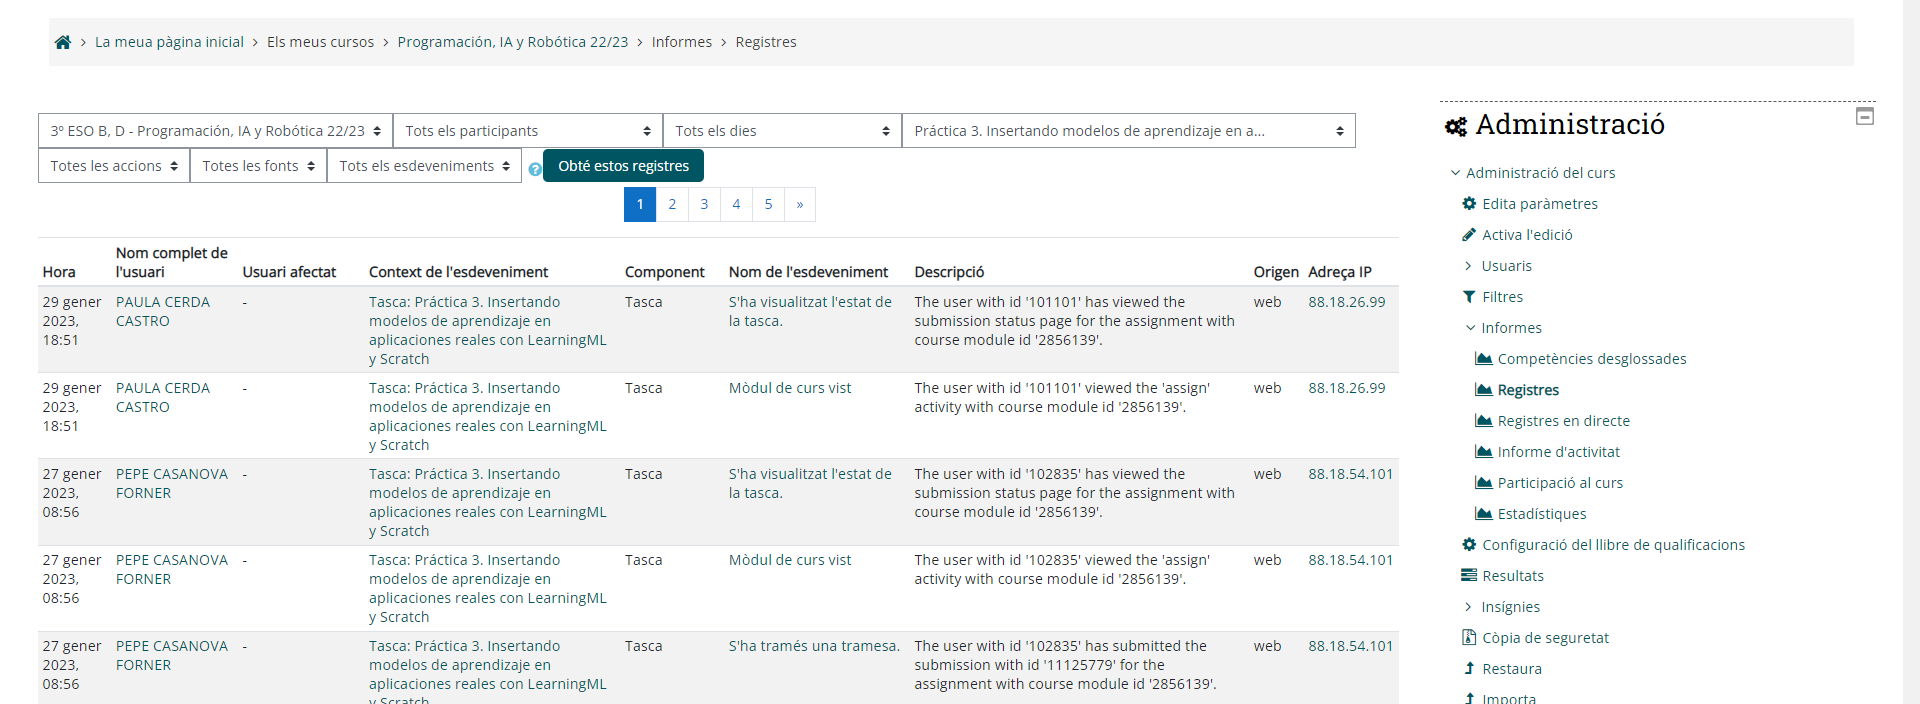 La meua pàgina inicial > Els meus cursos > Programación, IA y Robótica 22/23 > Informes > Registres
3º ESO B, D - Programación, IA y Robótica 22/23 Tots els participants Tots els dies Práctica 3. Insertando modelos de aprendizaje en a...
Totes les accions Totes les fonts Tots els esdeveniments ? Obté estos registres
1 2 3 4 5 »
Hora
Nom complet de
l'usuari
Usuari afectat
Context de l'esdeveniment
Component
Nom de l'esdeveniment
Descripció
Origen
Adreça IP
29 gener
2023,
18:51
PAULA CERDA
CASTRO
-
Tasca: Práctica 3. Insertando
modelos de aprendizaje en
aplicaciones reales con LearningML
y Scratch
Tasca
S'ha visualitzat l'estat de
la tasca.
The user with id '101101' has viewed the
submission status page for the assignment with
course module id '2856139'.
web
88.18.26.99
29 gener
2023,
18:51
PAULA CERDA
CASTRO
-
Tasca: Práctica 3. Insertando
modelos de aprendizaje en
aplicaciones reales con LearningML
y Scratch
Tasca
Mòdul de curs vist
The user with id '101101' viewed the 'assign'
activity with course module id '2856139'.
web
88.18.26.99
27 gener
2023,
08:56
PEPE CASANOVA
FORNER
-
Tasca: Práctica 3. Insertando
modelos de aprendizaje en
aplicaciones reales con LearningML
y Scratch
Tasca
S'ha visualitzat l'estat de
la tasca.
The user with id '102835' has viewed the
submission status page for the assignment with
course module id '2856139'.
web
88.18.54.101
27 gener
2023,
08:56
PEPE CASANOVA
FORNER
-
Tasca: Práctica 3. Insertando
modelos de aprendizaje en
aplicaciones reales con LearningML
y Scratch
Tasca
Mòdul de curs vist
The user with id '102835' viewed the 'assign'
activity with course module id '2856139'.
web
88.18.54.101
27 gener
2023,
08:56
PEPE CASANOVA
FORNER
-
Tasca: Práctica 3. Insertando
modelos de aprendizaje en
aplicaciones reales con LearningML
y Scratch
Tasca
S'ha tramés una tramesa.
The user with id '102835' has submitted the
submission with id '11125779' for the
assignment with course module id '2856139'.
web
88.18.54.101
Administració
Administració del curs
Edita paràmetres
Activa l'edició
Usuaris
Filtres
Informes
Competències desglossades
Registres
Registres en directe
Informe d'activitat
Participació al curs
Estadístiques
Configuració del llibre de qualificacions
Resultats
Insígnies
Còpia de seguretat
Restaura
Importa